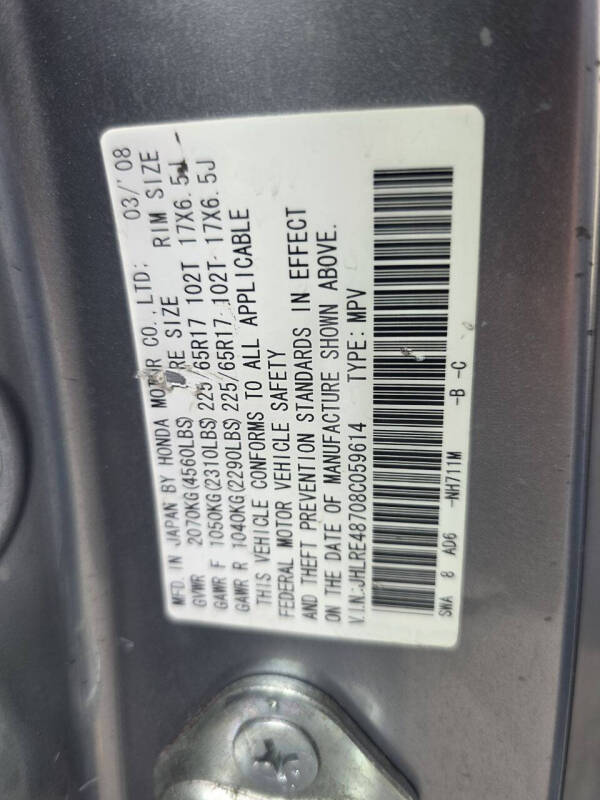 MFD. IN JAPAN BY HONDA MOTOR CO.,LTD; 03/'08
GVWR 2070KG(4560LBS) RE SIZE RIM SIZE
GAWR F 1050KG(2310LBS) 225/65R17 102T 17X6.5J
GAWR R 1040KG(2290LBS) 225/65R17 102T 17X6.5J
THIS VEHICLE CONFORMS TO ALL APPLICABLE
FEDERAL MOTOR VEHICLE SAFETY
AND THEFT PREVENTION STANDARDS IN EFFECT
ON THE DATE OF MANUFACTURE SHOWN ABOVE.
V.I.N:JHLRE48708C059614 TYPE: MPV
SWA 8 AD6 -NH711M -B -C